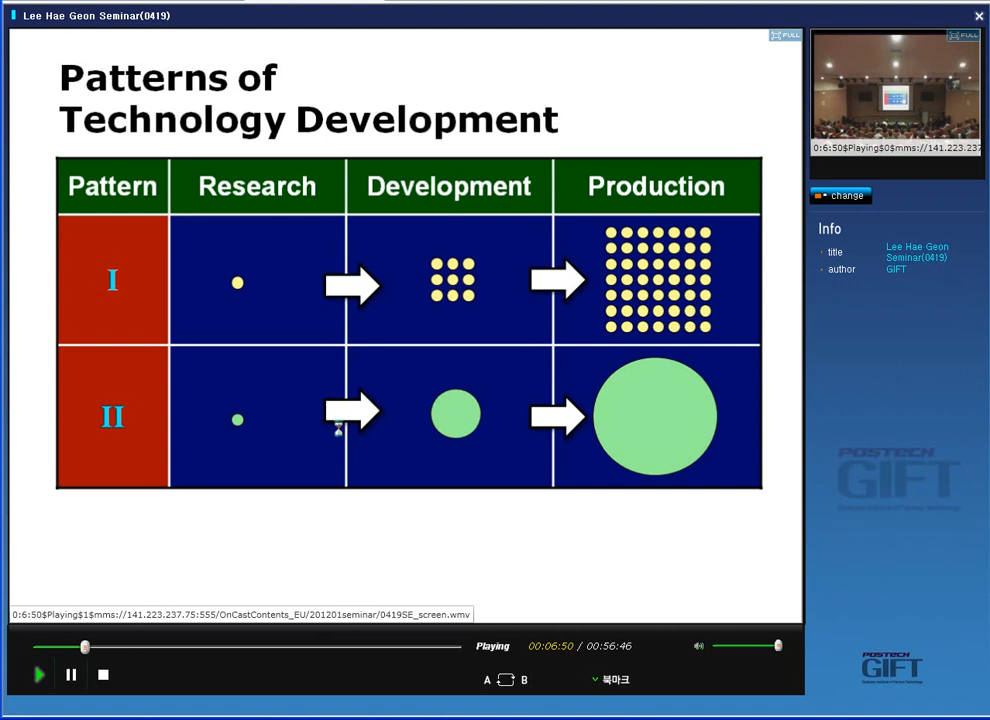 Lee Hae Geon Seminar(0419)
FULL
Patterns of
Technology Development
Pattern Research Development Production
I
II
0:6:50$Playing$1$mms://141.223.237.75:555/OnCastContents_EU/201201seminar/0419SE_screen.wmv
Playing 00:06:50 / 00:56:46
A B 북마크
FULL
0:6:50$Playing$0$mms://141.223.237
change
Info
title Lee Hae Geon
Seminar(0419)
author GIFT
POSTECH
GIFT
POSTECH
GIFT